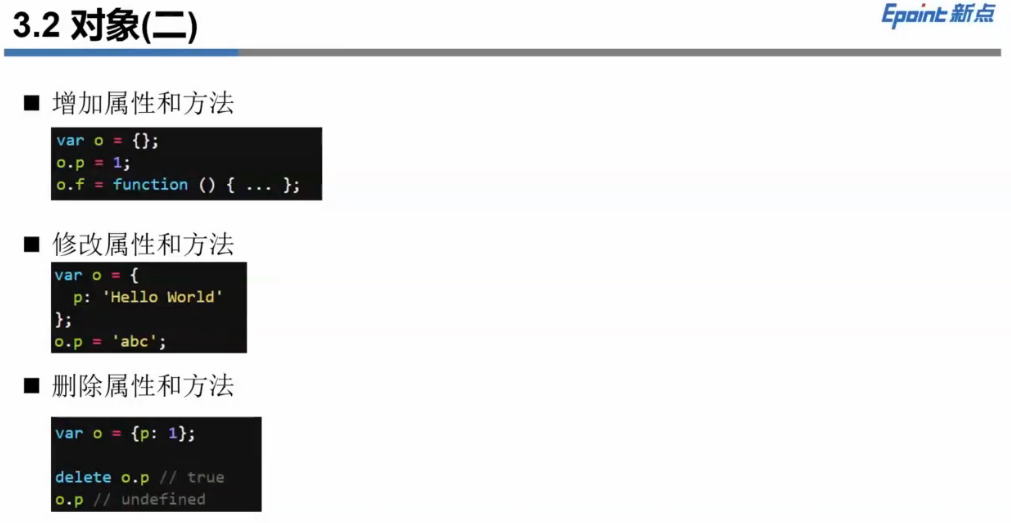 3.2 对象(二)
Epoint 新点
■ 增加属性和方法
var o = {};
o.p = 1;
o.f = function () { ... };
■ 修改属性和方法
var o = {
  p: 'Hello World'
};
o.p = 'abc';
■ 删除属性和方法
var o = {p: 1};
delete o.p // true
o.p // undefined